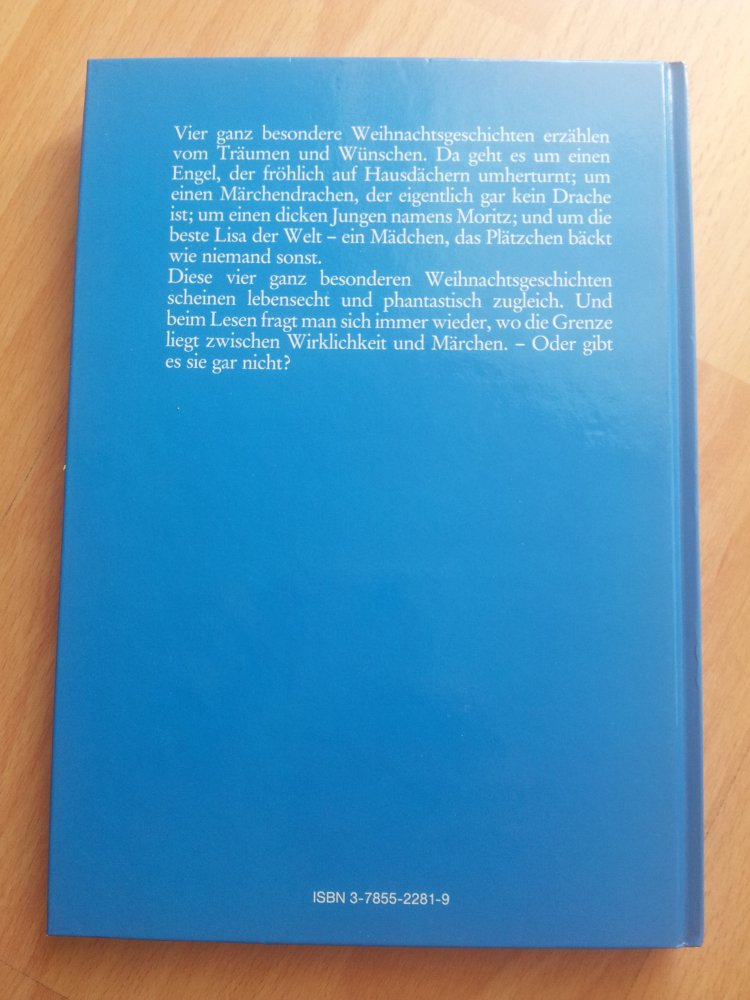 Vier ganz besondere Weihnachtsgeschichten erzählen
vom Träumen und Wünschen. Da geht es um einen
Engel, der fröhlich auf Hausdächern umherturnt; um
einen Märchendrachen, der eigentlich gar kein Drache
ist; um einen dicken Jungen namens Moritz; und um die
beste Lisa der Welt – ein Mädchen, das Plätzchen bäckt
wie niemand sonst.
Diese vier ganz besonderen Weihnachtsgeschichten
scheinen lebensecht und phantastisch zugleich. Und
beim Lesen fragt man sich immer wieder, wo die Grenze
liegt zwischen Wirklichkeit und Märchen. – Oder gibt
es sie gar nicht?
ISBN 3-7855-2281-9